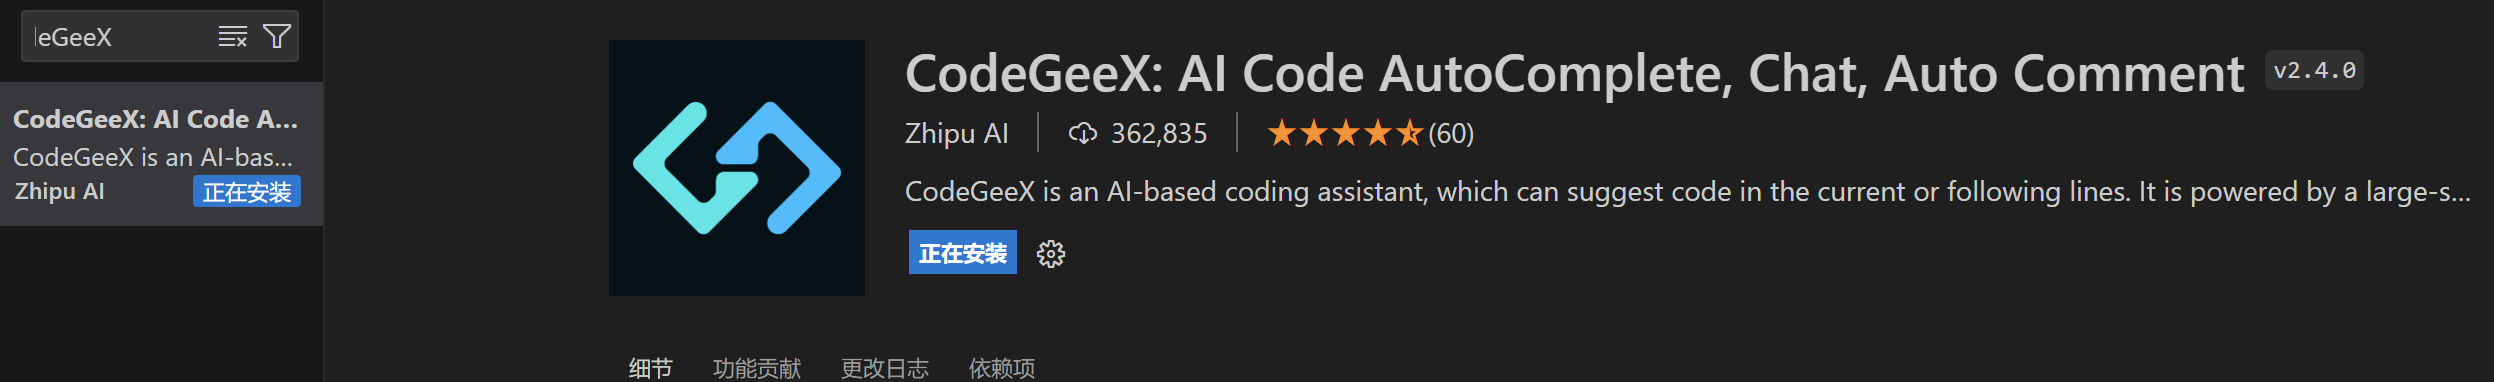 eGeeX
CodeGeeX: AI Code A...
CodeGeeX is an AI-bas...
Zhipu AI
正在安装
CodeGeeX: AI Code AutoComplete, Chat, Auto Comment
v2.4.0
Zhipu AI
362,835
(60)
CodeGeeX is an AI-based coding assistant, which can suggest code in the current or following lines. It is powered by a large-s...
正在安装
细节 功能贡献 更改日志 依赖项